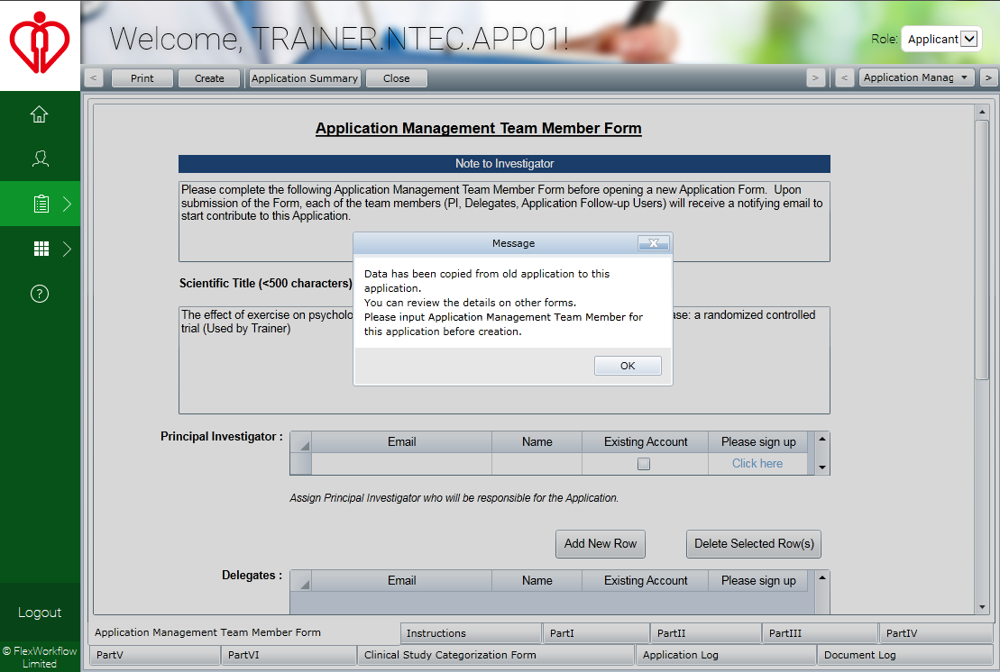 Welcome, TRAINER.NTEC.APP01!
Role: Applicant
< Print Create Application Summary Close > < Application Manag >
Application Management Team Member Form
Note to Investigator
Please complete the following Application Management Team Member Form before opening a new Application Form. Upon
submission of the Form, each of the team members (PI, Delegates, Application Follow-up Users) will receive a notifying email to
start contribute to this Application.
Message
Data has been copied from old application to this
application.
You can review the details on other forms.
Please input Application Management Team Member for
this application before creation.
OK
Scientific Title (<500 characters)
The effect of exercise on psycholo ase: a randomized controlled
trial (Used by Trainer)
Principal Investigator :
Email Name Existing Account Please sign up
Click here
Assign Principal Investigator who will be responsible for the Application.
Add New Row Delete Selected Row(s)
Delegates :
Email Name Existing Account Please sign up
Logout
© FlexWorkflow
Limited
Application Management Team Member Form Instructions PartI PartII PartIII PartIV
PartV PartVI Clinical Study Categorization Form Application Log Document Log